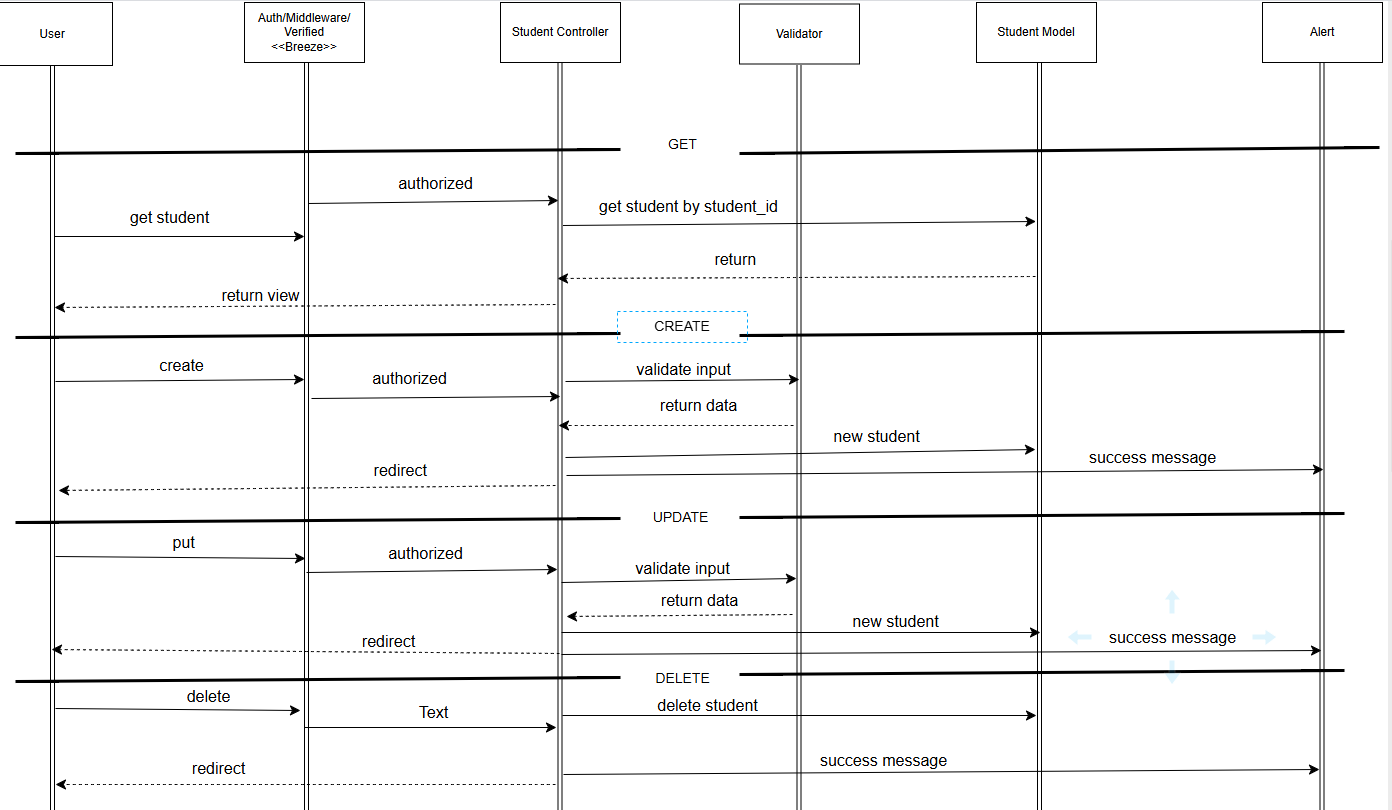 User
Auth/Middleware/
Verified
<<Breeze>>
Student Controller
Validator
Student Model
Alert
GET
authorized
get student
get student by student_id
return
return view
CREATE
create
authorized
validate input
return data
new student
success message
redirect
UPDATE
put
authorized
validate input
return data
new student
success message
redirect
DELETE
delete
Text
delete student
success message
redirect